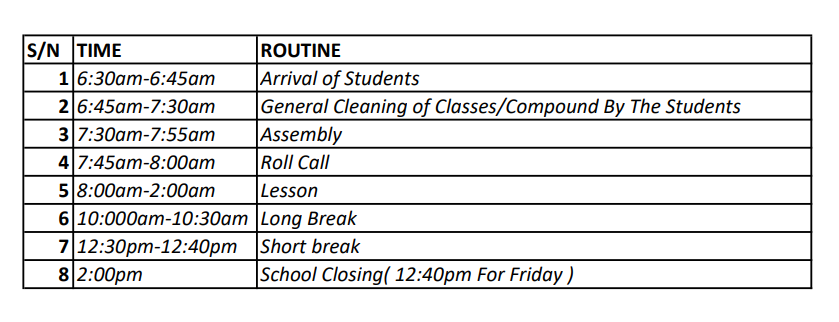 S/N TIME ROUTINE
1 6:30am-6:45am Arrival of Students
2 6:45am-7:30am General Cleaning of Classes/Compound By The Students
3 7:30am-7:55am Assembly
4 7:45am-8:00am Roll Call
5 8:00am-2:00am Lesson
6 10:000am-10:30am Long Break
7 12:30pm-12:40pm Short break
8 2:00pm School Closing( 12:40pm For Friday )